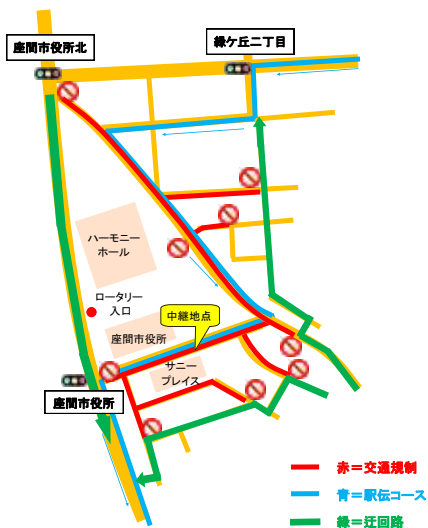 座間市役所北
緑ケ丘二丁目
ハーモニー
ホール
ロータリー
入口
中継地点
座間市役所
サニー
プレイス
座間市役所
赤=交通規制
青=駅伝コース
緑=迂回路